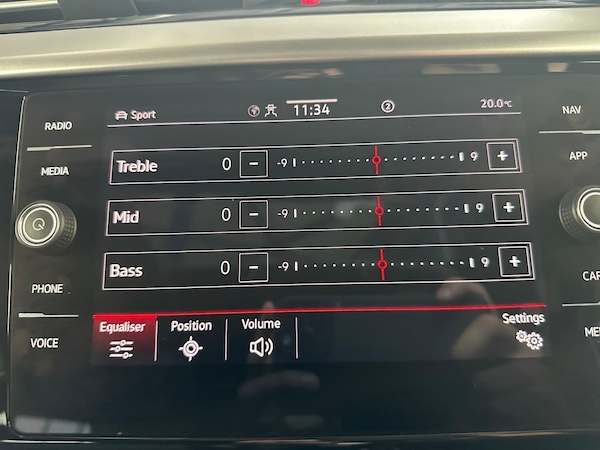 RADIO
MEDIA
PHONE
VOICE
Sport
11:34
2
20.0°C
Treble 0 − -9 9 +
Mid 0 − -9 9 +
Bass 0 − -9 9 +
Equaliser
Position
Volume
Settings
NAV
APP